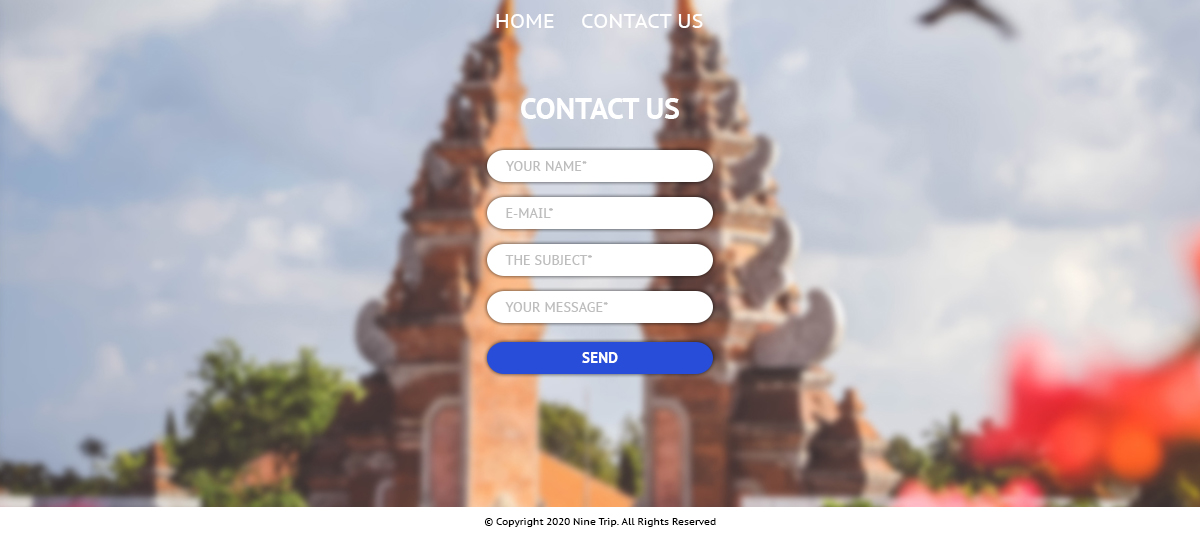 HOME CONTACT US
CONTACT US
YOUR NAME*
E-MAIL*
THE SUBJECT*
YOUR MESSAGE*
SEND
© Copyright 2020 Nine Trip. All Rights Reserved